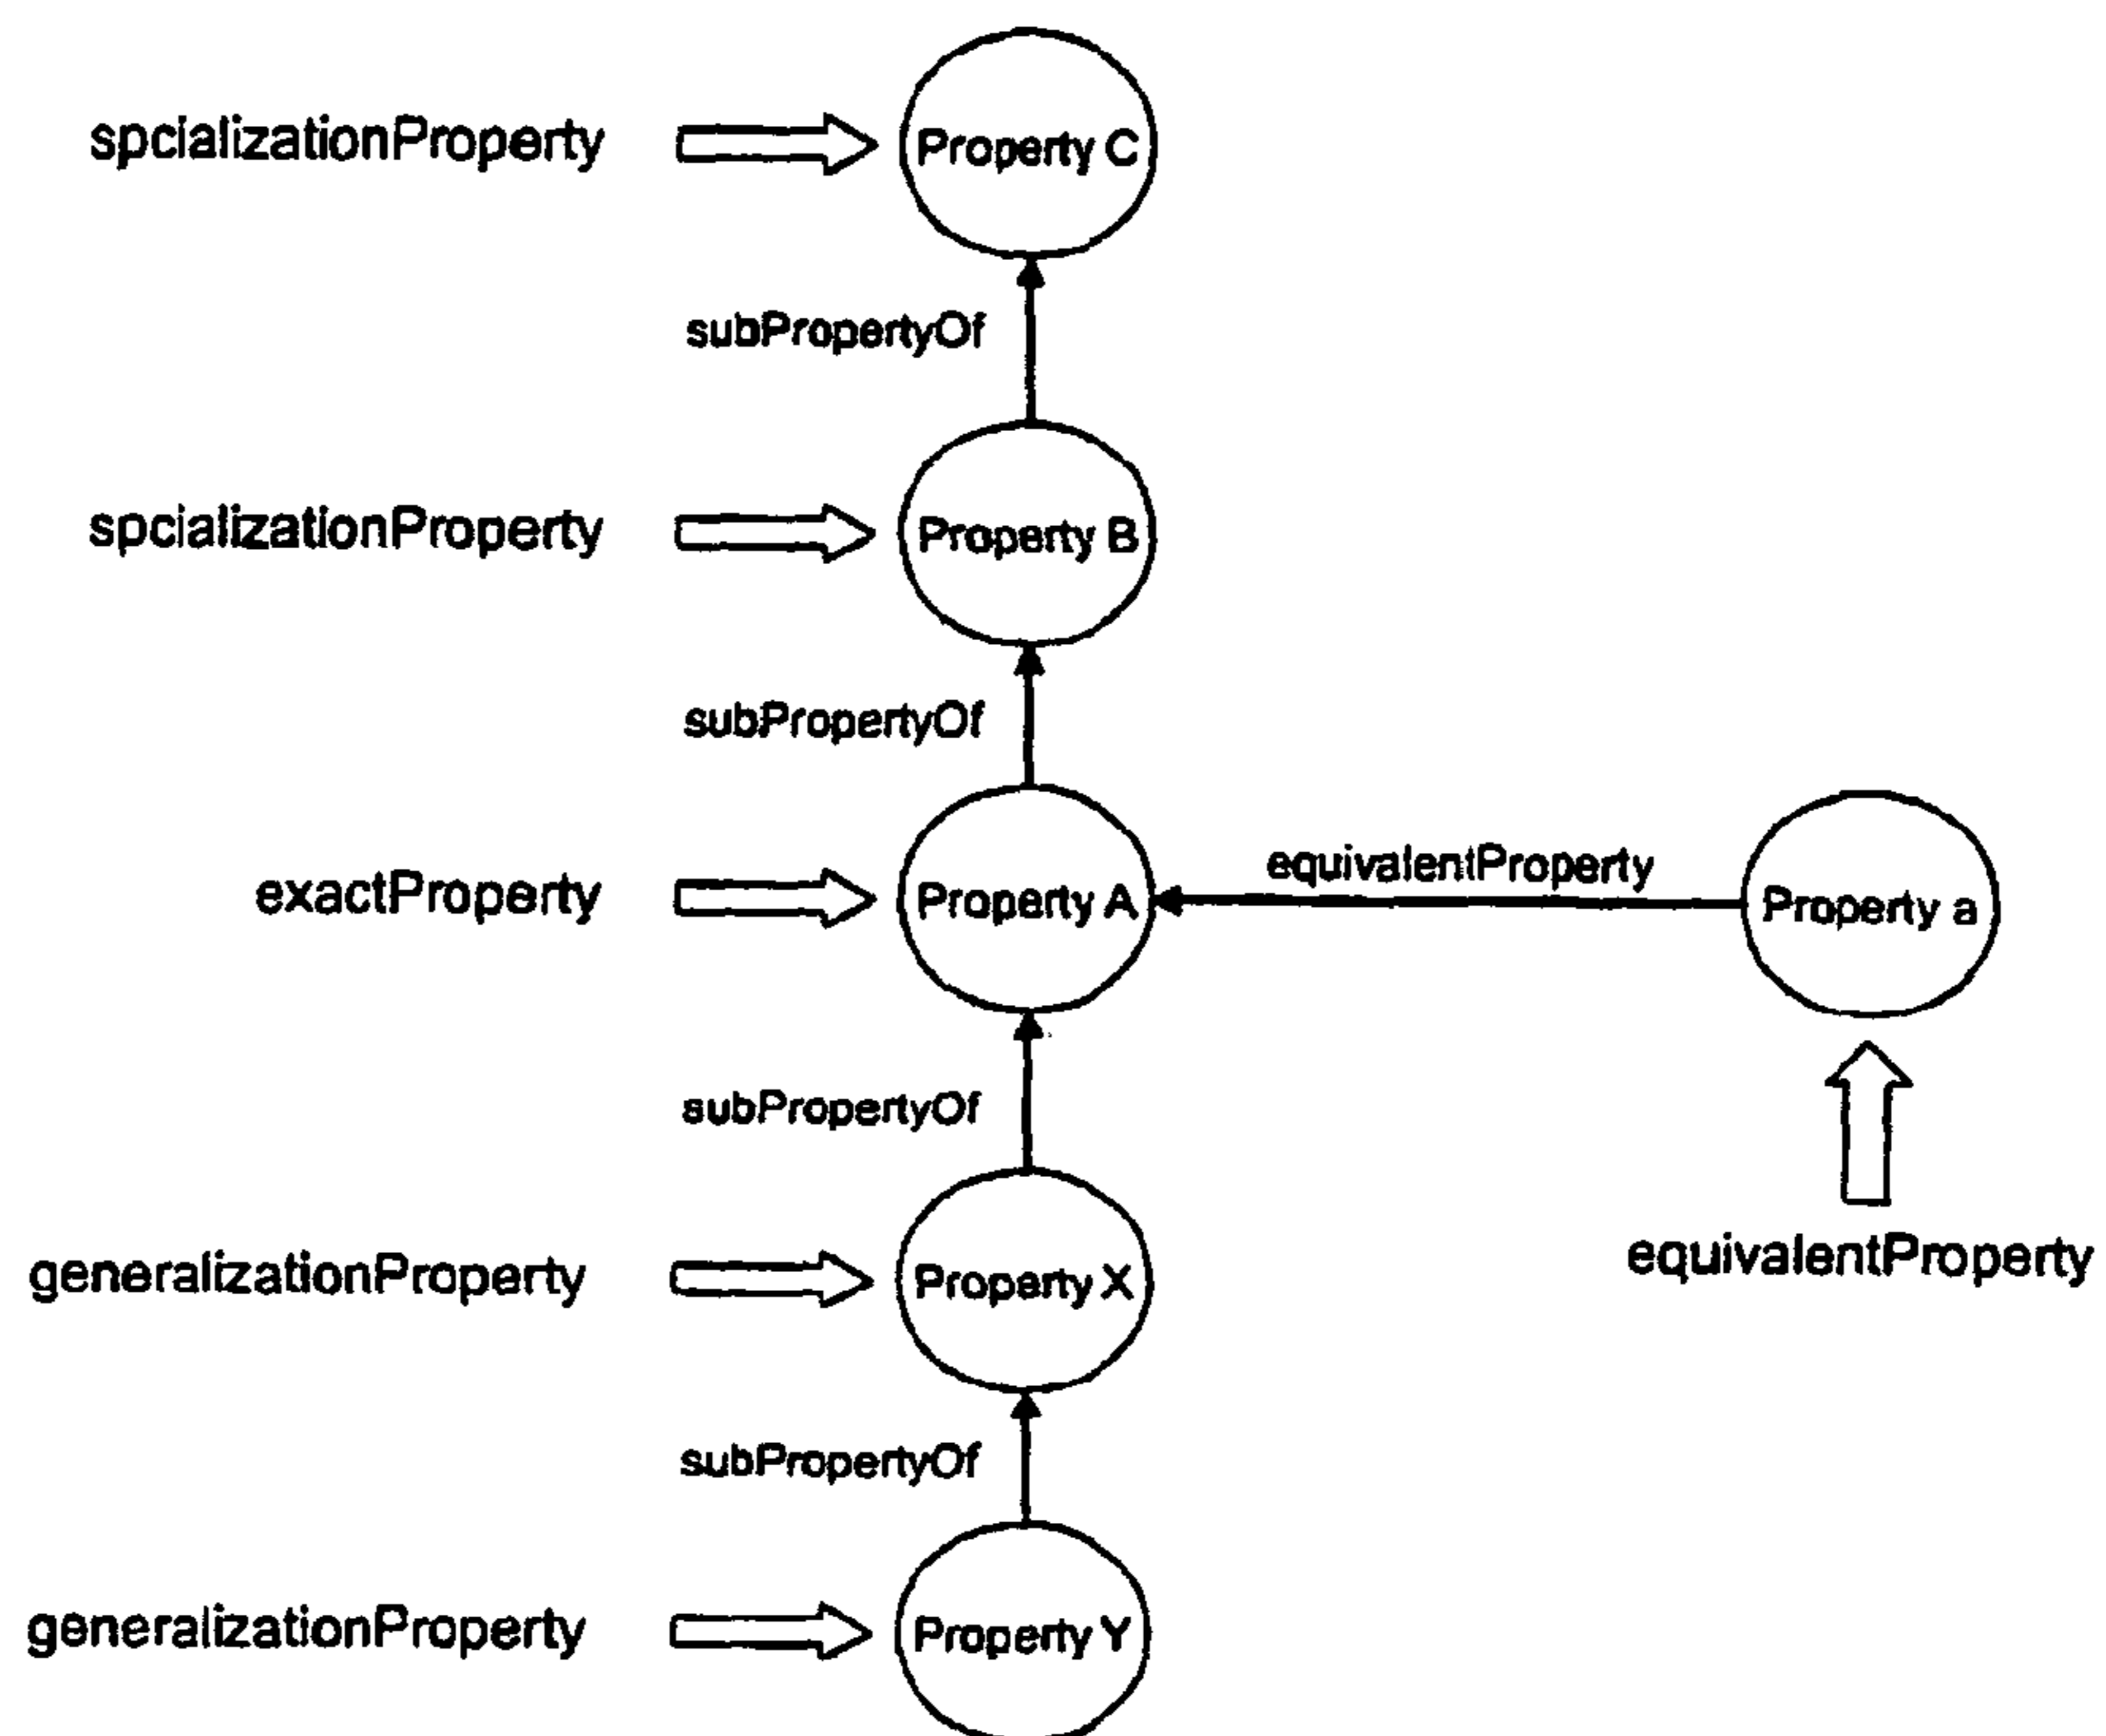 spcializationProperty
Property C
subPropertyOf
spcializationProperty
Property B
subPropertyOf
exactProperty
Property A
equivalentProperty
Property a
subPropertyOf
generalizationProperty
Property X
equivalentProperty
subPropertyOf
generalizationProperty
Property Y